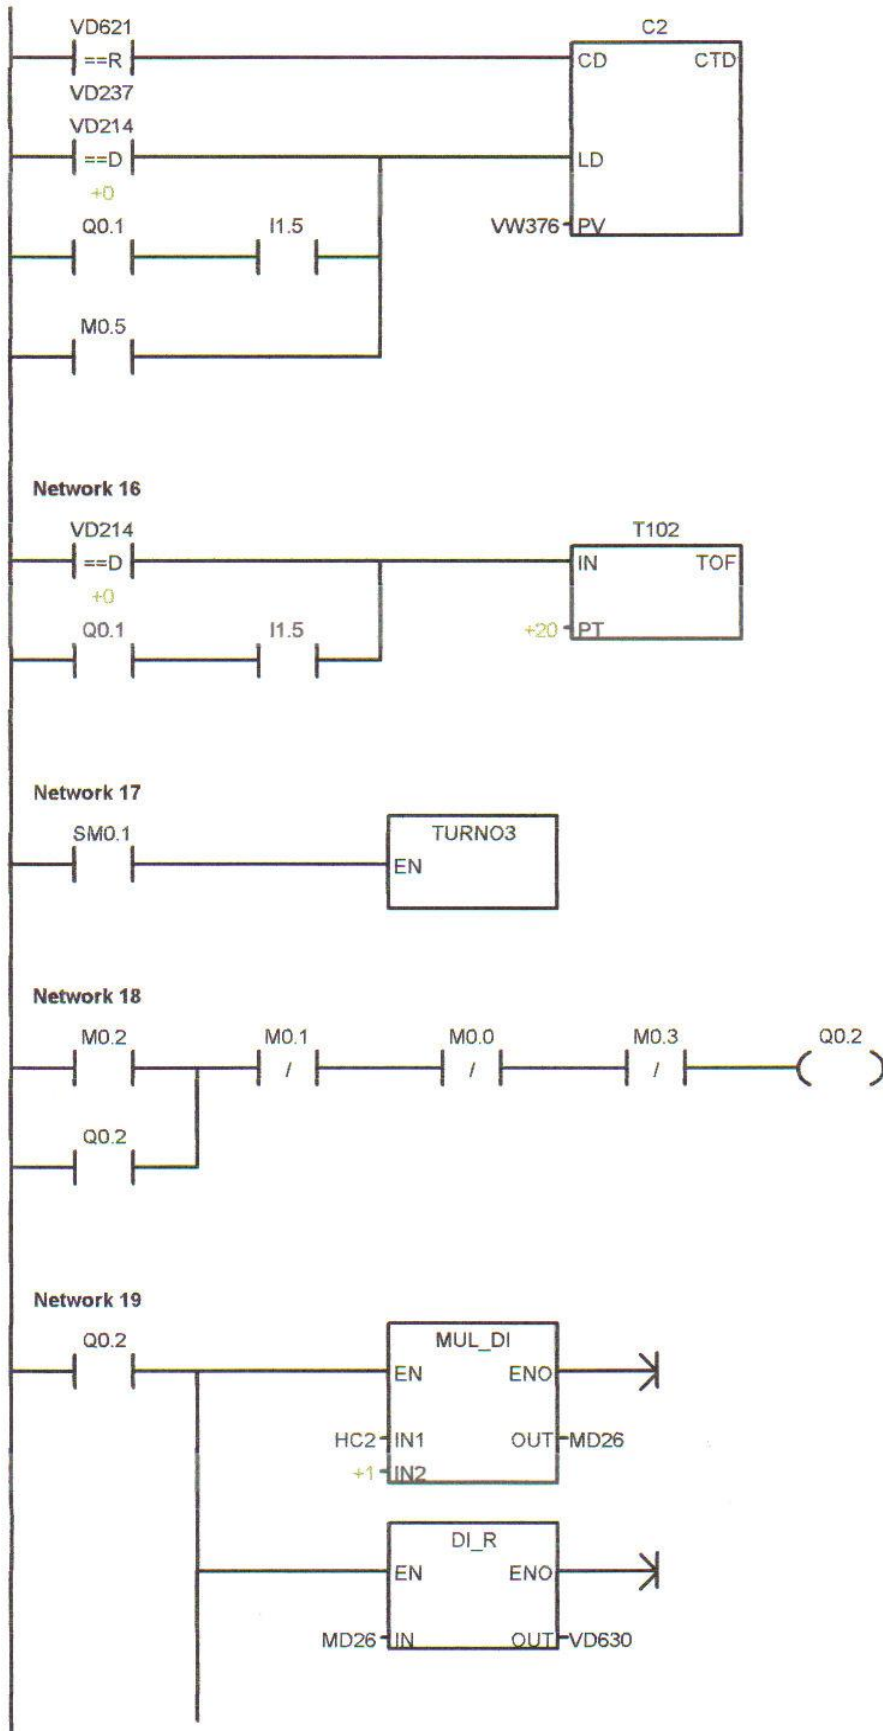 VD621 C2
==R CD CTD
VD237
VD214
==D LD
+0
Q0.1 I1.5 VW376 PV
M0.5
Network 16
VD214 T102
==D IN TOF
+0
Q0.1 I1.5 +20 PT
Network 17
SM0.1 TURNO3
EN
Network 18
M0.2 M0.1 M0.0 M0.3 Q0.2
/ / /
Q0.2
Network 19
Q0.2 MUL_DI
EN ENO
HC2 IN1 OUT MD26
+1 IN2
DI_R
EN ENO
MD26 IN OUT VD630